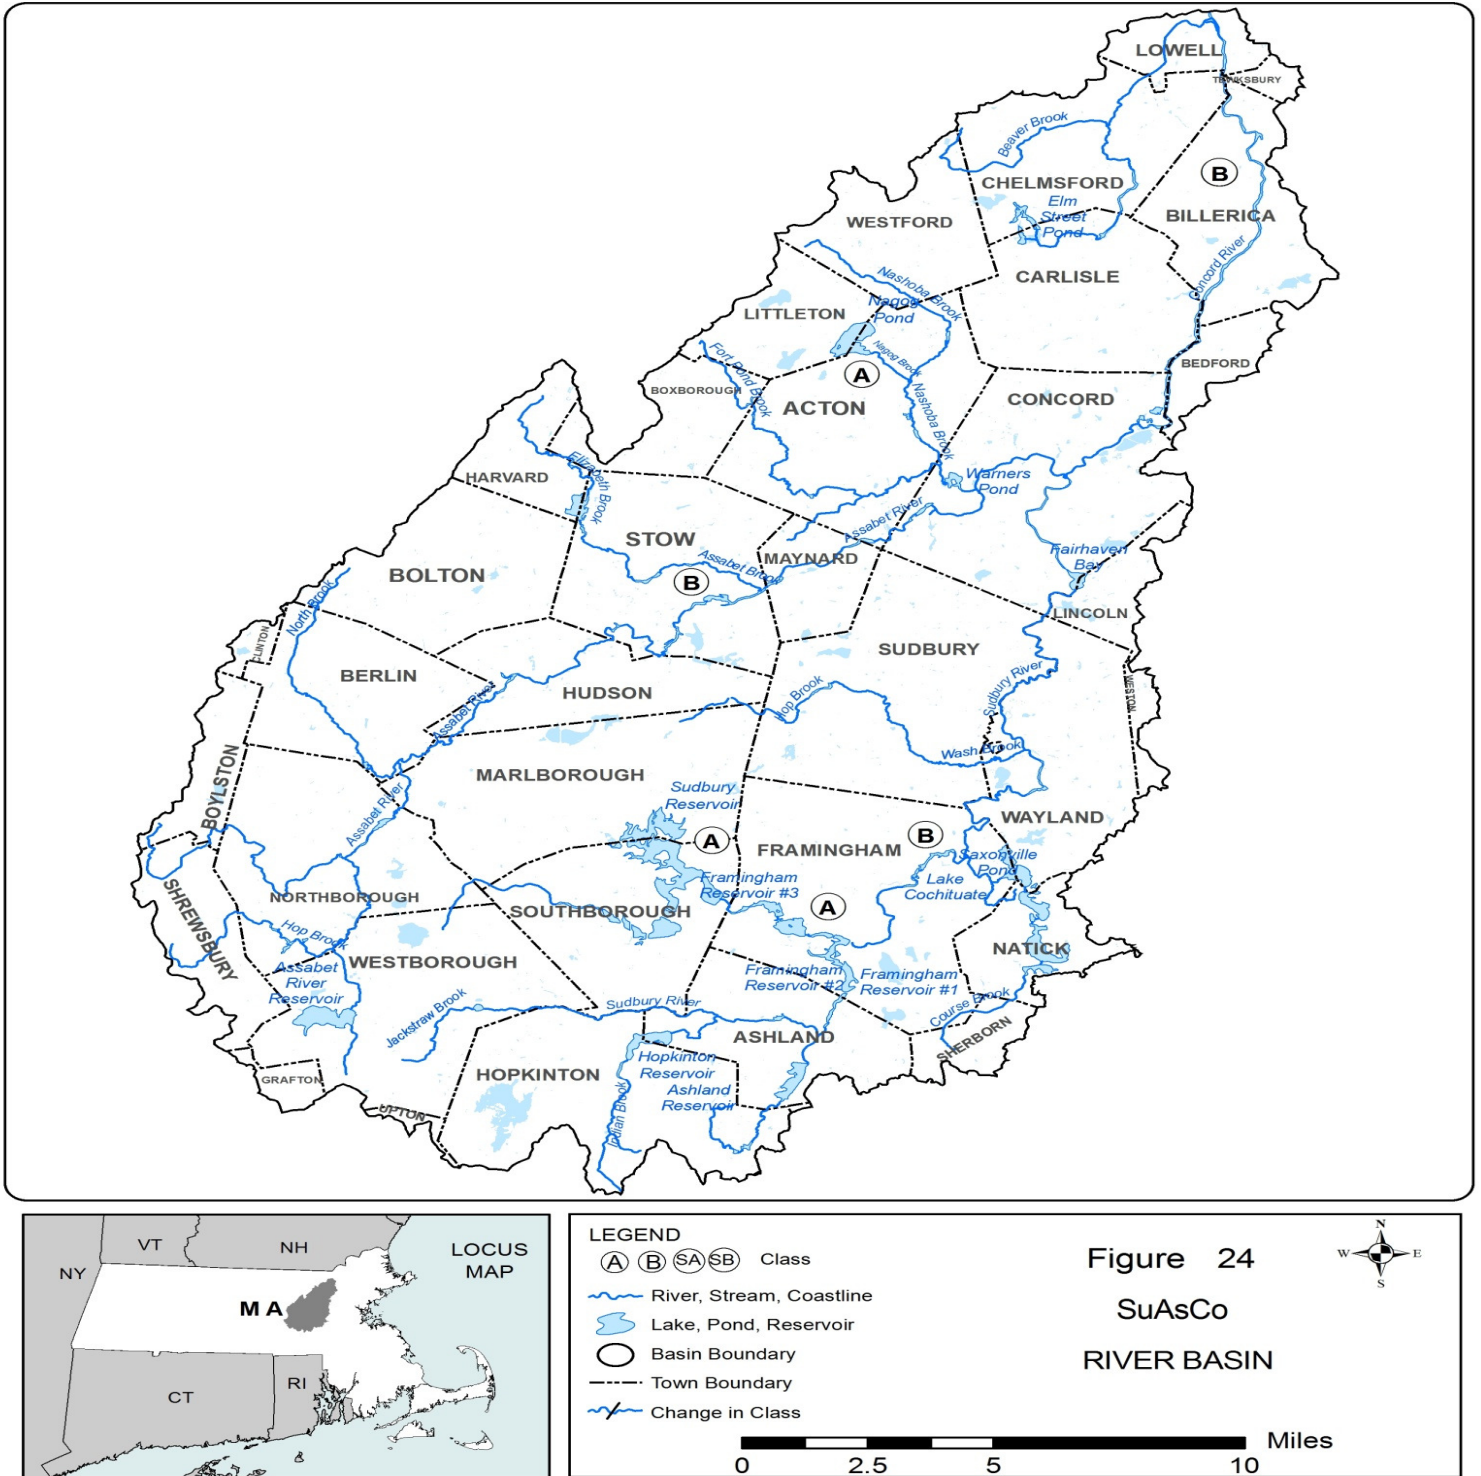 LOWELL
TEWKSBURY
Beaver Brook
CHELMSFORD
B
Elm
Street
Pond
BILLERICA
WESTFORD
Concord River
CARLISLE
Nashoba Brook
Nagog
Pond
LITTLETON
Nagog Brook
Fort Pond Brook
BEDFORD
BOXBOROUGH
A
ACTON
CONCORD
Nashoba Brook
HARVARD
Elizabeth Brook
Warners
Pond
Assabet River
STOW
Assabet Brook
MAYNARD
Fairhaven
Bay
BOLTON
B
North Brook
LINCOLN
CLINTON
SUDBURY
BERLIN
HUDSON
Assabet River
Hop Brook
Sudbury River
WESTON
Wash Brook
BOYLSTON
MARLBOROUGH
Sudbury
Reservoir
Assabet River
WAYLAND
A
B
FRAMINGHAM
Saxonville
Pond
Framingham
Reservoir #3
Lake
Cochituate
SHREWSBURY
NORTHBOROUGH
SOUTHBOROUGH
A
Hop Brook
NATICK
WESTBOROUGH
Assabet
River
Reservoir
Framingham
Reservoir #2
Framingham
Reservoir #1
Jackstraw Brook
Sudbury River
Course Brook
ASHLAND
SHERBORN
Hopkinton
Reservoir
HOPKINTON
GRAFTON
Ashland
Reservoir
UPTON
Indian Brook
VT
NH
NY
LOCUS
MAP
MA
CT
RI
LEGEND
A B SA SB Class
River, Stream, Coastline
Lake, Pond, Reservoir
Basin Boundary
Town Boundary
Change in Class
Figure 24
SuAsCo
RIVER BASIN
N
W E
S
Miles
0 2.5 5 10